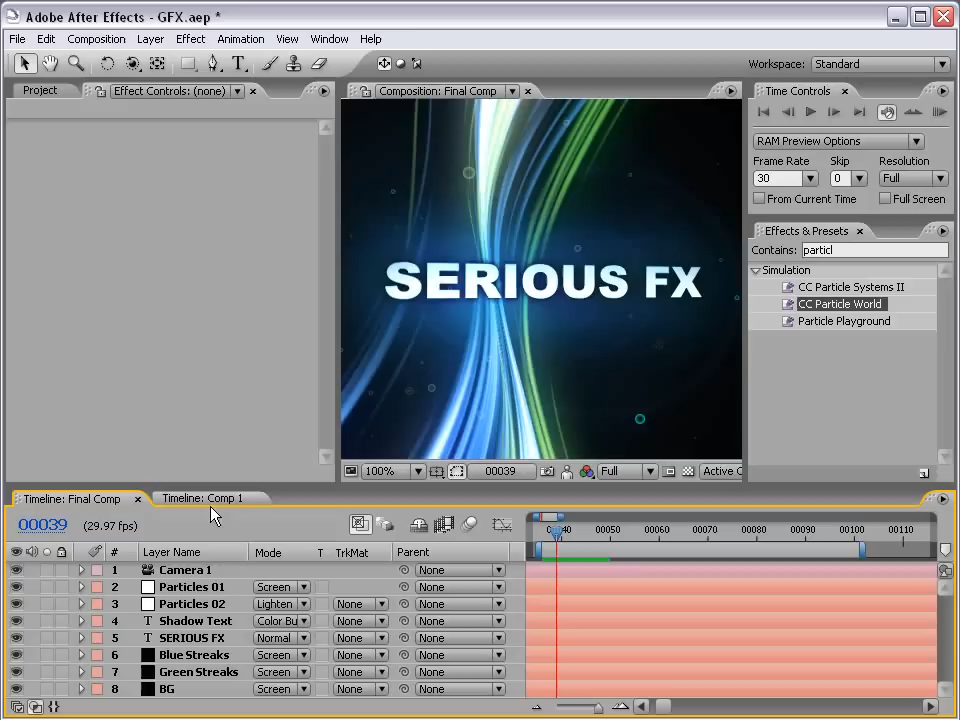 Adobe After Effects - GFX.aep *
File Edit Composition Layer Effect Animation View Window Help
T
Workspace: Standard
Project Effect Controls: (none) × Composition: Final Comp × Time Controls ×
RAM Preview Options
Frame Rate Skip Resolution
30 0 Full
From Current Time Full Screen
Effects & Presets ×
Contains: particl
Simulation
CC Particle Systems II
CC Particle World
Particle Playground
SERIOUS FX
100% 00039 Full Active C
Timeline: Final Comp × Timeline: Comp 1
00039 (29.97 fps)
00050 00060 00070 00080 00090 00100 00110
# Layer Name Mode T TrkMat Parent
1 Camera 1 None
2 Particles 01 Screen None
3 Particles 02 Lighten None None
4 T Shadow Text Color Bu None None
5 T SERIOUS FX Normal None None
6 Blue Streaks Screen None None
7 Green Streaks Screen None None
8 BG Screen None None